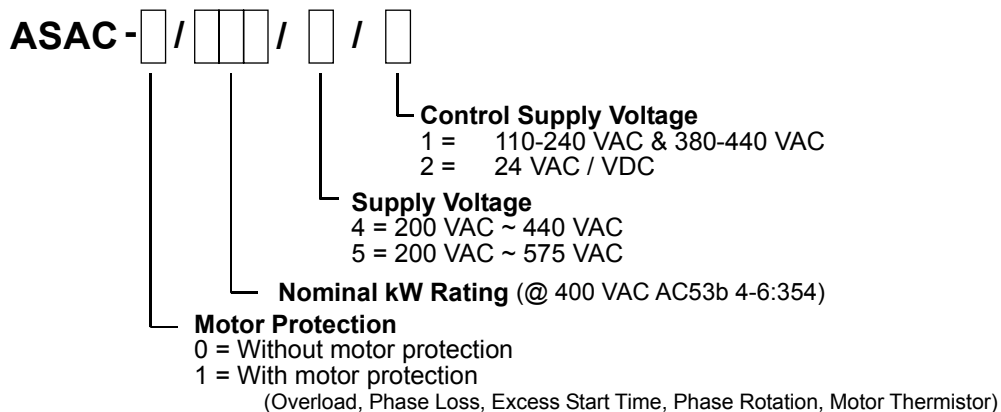 ASAC - / / /
Control Supply Voltage
1 = 110-240 VAC & 380-440 VAC
2 = 24 VAC / VDC
Supply Voltage
4 = 200 VAC ~ 440 VAC
5 = 200 VAC ~ 575 VAC
Nominal kW Rating (@ 400 VAC AC53b 4-6:354)
Motor Protection
0 = Without motor protection
1 = With motor protection
(Overload, Phase Loss, Excess Start Time, Phase Rotation, Motor Thermistor)